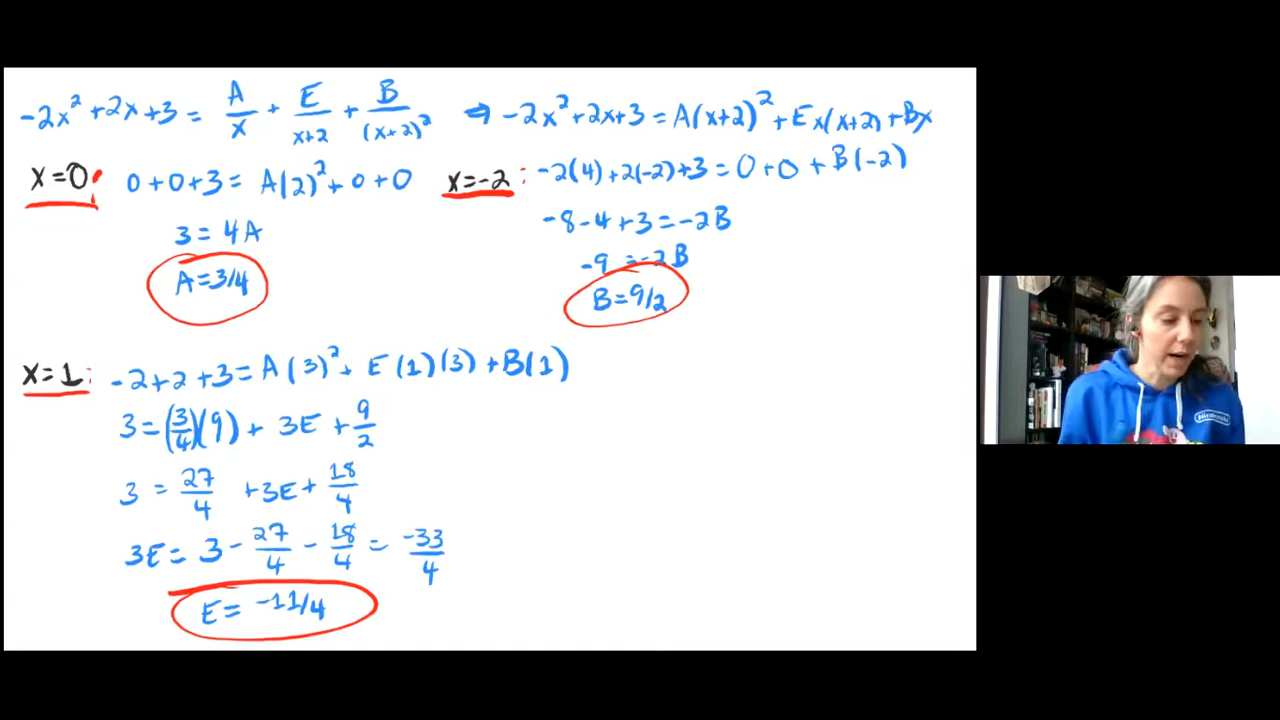 -2x² + 2x + 3 = A/x + E/(x+2) + B/(x+2)² ⇒ -2x² + 2x + 3 = A(x+2)² + Ex(x+2) + Bx
x=0: 0 + 0 + 3 = A(2)² + 0 + 0
3 = 4A
A = 3/4
x=-2: -2(4) + 2(-2) + 3 = 0 + 0 + B(-2)
-8 - 4 + 3 = -2B
-9 = -2B
B = 9/2
x=1: -2 + 2 + 3 = A(3)² + E(1)(3) + B(1)
3 = (3/4)(9) + 3E + 9/2
3 = 27/4 + 3E + 18/4
3E = 3 - 27/4 - 18/4 = -33/4
E = -11/4
Nintendo